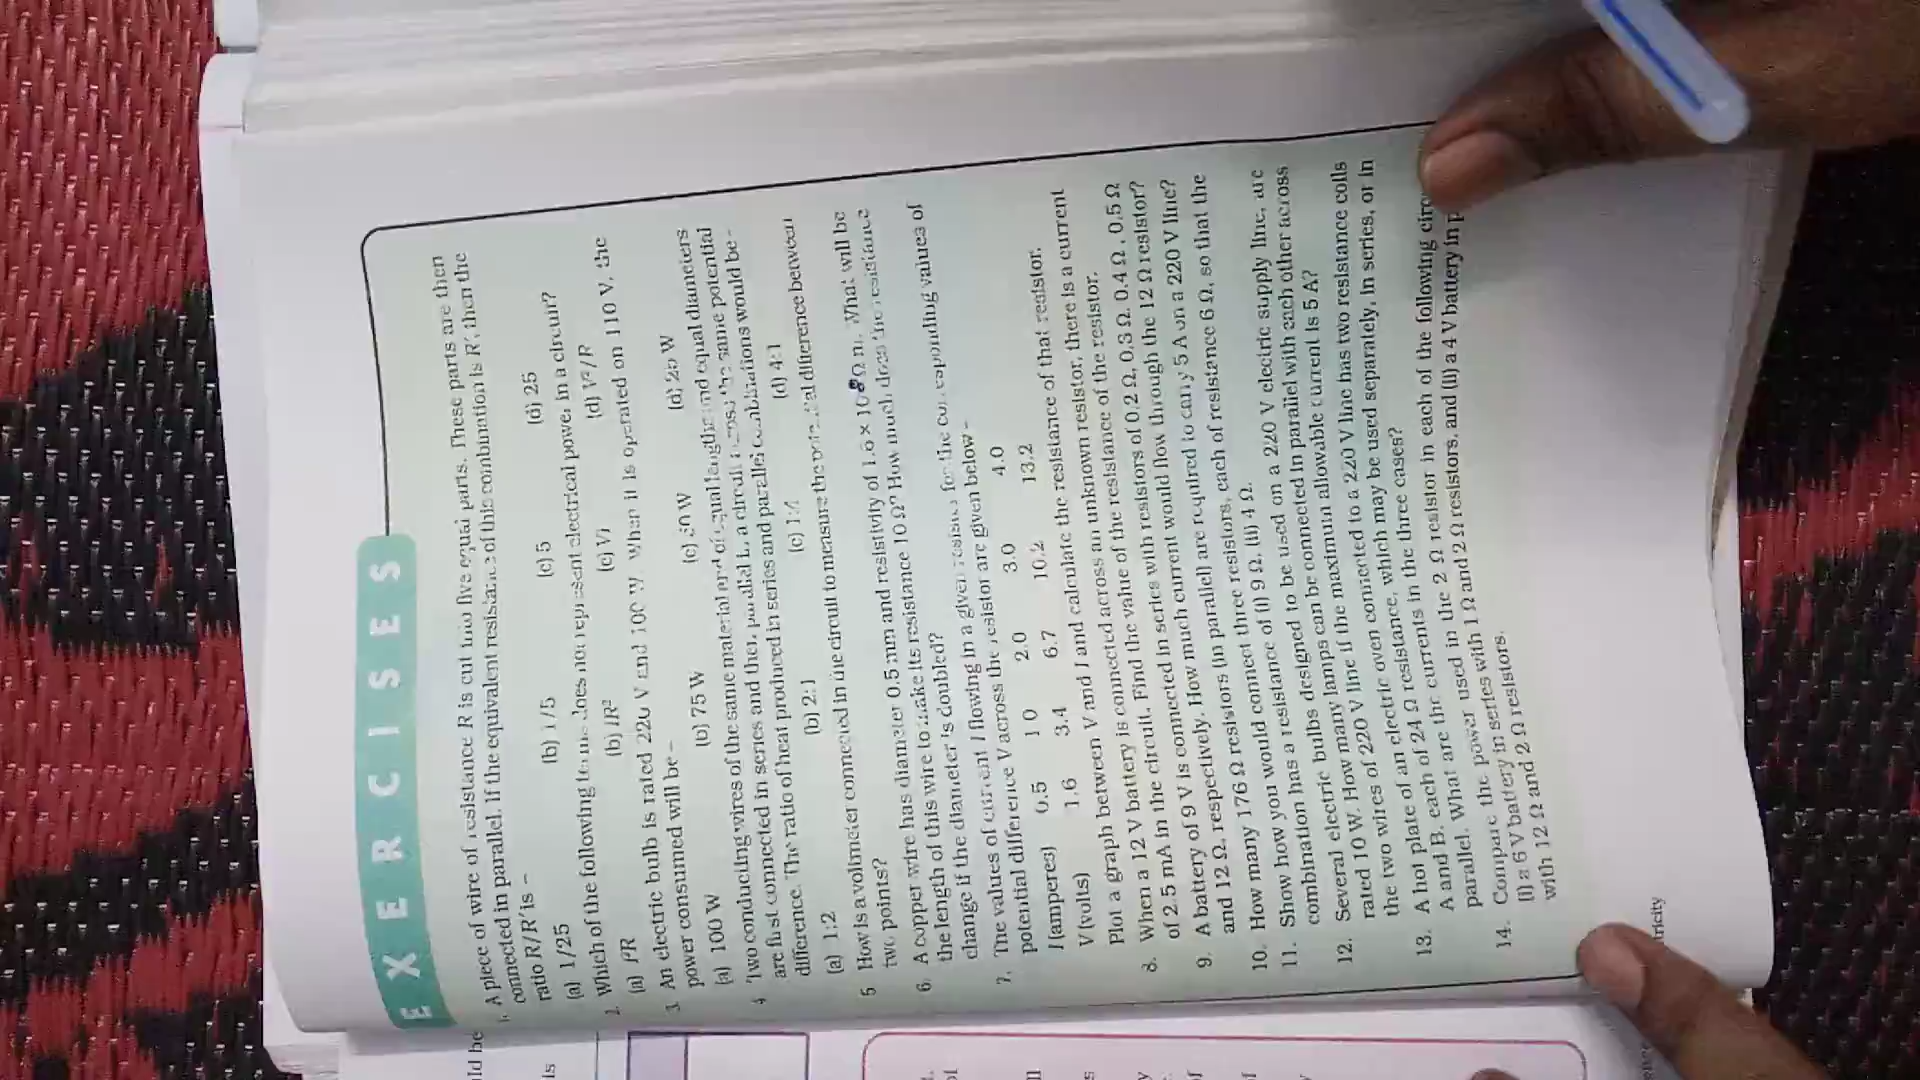 EXERCISES
1. A piece of wire of resistance R is cut into five equal parts. These parts are then
connected in parallel. If the equivalent resistance of this combination is R′, then the
ratio R/R′ is –
(a) 1/25 (b) 1/5 (c) 5 (d) 25
2. Which of the following terms does not represent electrical power in a circuit?
(a) I²R (b) IR² (c) VI (d) V²/R
3. An electric bulb is rated 220 V and 100 W. When it is operated on 110 V, the
power consumed will be –
(a) 100 W (b) 75 W (c) 50 W (d) 25 W
4. Two conducting wires of the same material and of equal lengths and equal diameters
are first connected in series and then parallel in a circuit across the same potential
difference. The ratio of heat produced in series and parallel combinations would be –
(a) 1:2 (b) 2:1 (c) 1:4 (d) 4:1
5. How is a voltmeter connected in the circuit to measure the potential difference between
two points?
6. A copper wire has diameter 0.5 mm and resistivity of 1.6 × 10 8 Ω m. What will be
the length of this wire to make its resistance 10 Ω? How much does the resistance
change if the diameter is doubled?
7. The values of current I flowing in a given resistor for the corresponding values of
potential difference V across the resistor are given below –
I (amperes) 0.5 1.0 2.0 3.0 4.0
V (volts) 1.6 3.4 6.7 10.2 13.2
Plot a graph between V and I and calculate the resistance of that resistor.
8. When a 12 V battery is connected across an unknown resistor, there is a current
of 2.5 mA in the circuit. Find the value of the resistance of the resistor.
9. A battery of 9 V is connected in series with resistors of 0.2 Ω, 0.3 Ω, 0.4 Ω, 0.5 Ω
and 12 Ω, respectively. How much current would flow through the 12 Ω resistor?
10. How many 176 Ω resistors (in parallel) are required to carry 5 A on a 220 V line?
11. Show how you would connect three resistors, each of resistance 6 Ω, so that the
combination has a resistance of (i) 9 Ω, (ii) 4 Ω.
12. Several electric bulbs designed to be used on a 220 V electric supply line, are
rated 10 W. How many lamps can be connected in parallel with each other across
the two wires of 220 V line if the maximum allowable current is 5 A?
13. A hot plate of an electric oven connected to a 220 V line has two resistance coils
A and B, each of 24 Ω resistance, which may be used separately, in series, or in
parallel. What are the currents in the three cases?
14. Compare the power used in the 2 Ω resistor in each of the following circ
(i) a 6 V battery in series with 1 Ω and 2 Ω resistors, and (ii) a 4 V battery in p
with 12 Ω and 2 Ω resistors.
tricity